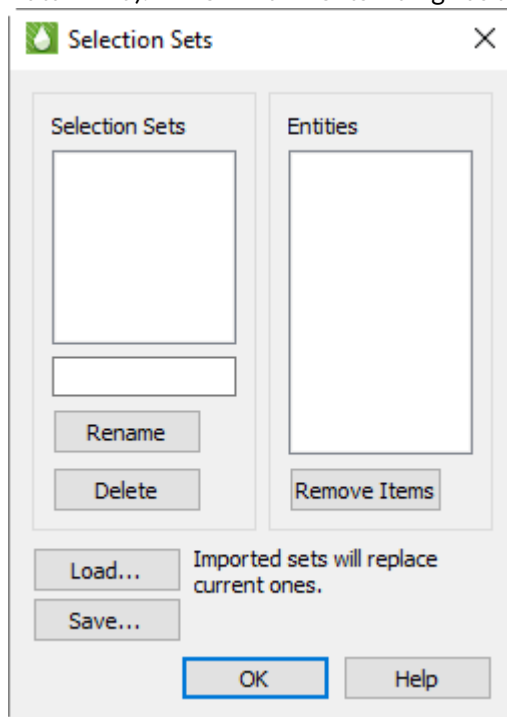 Selection Sets
Selection Sets
Entities
Rename
Delete
Remove Items
Load...
Imported sets will replace
current ones.
Save...
OK
Help